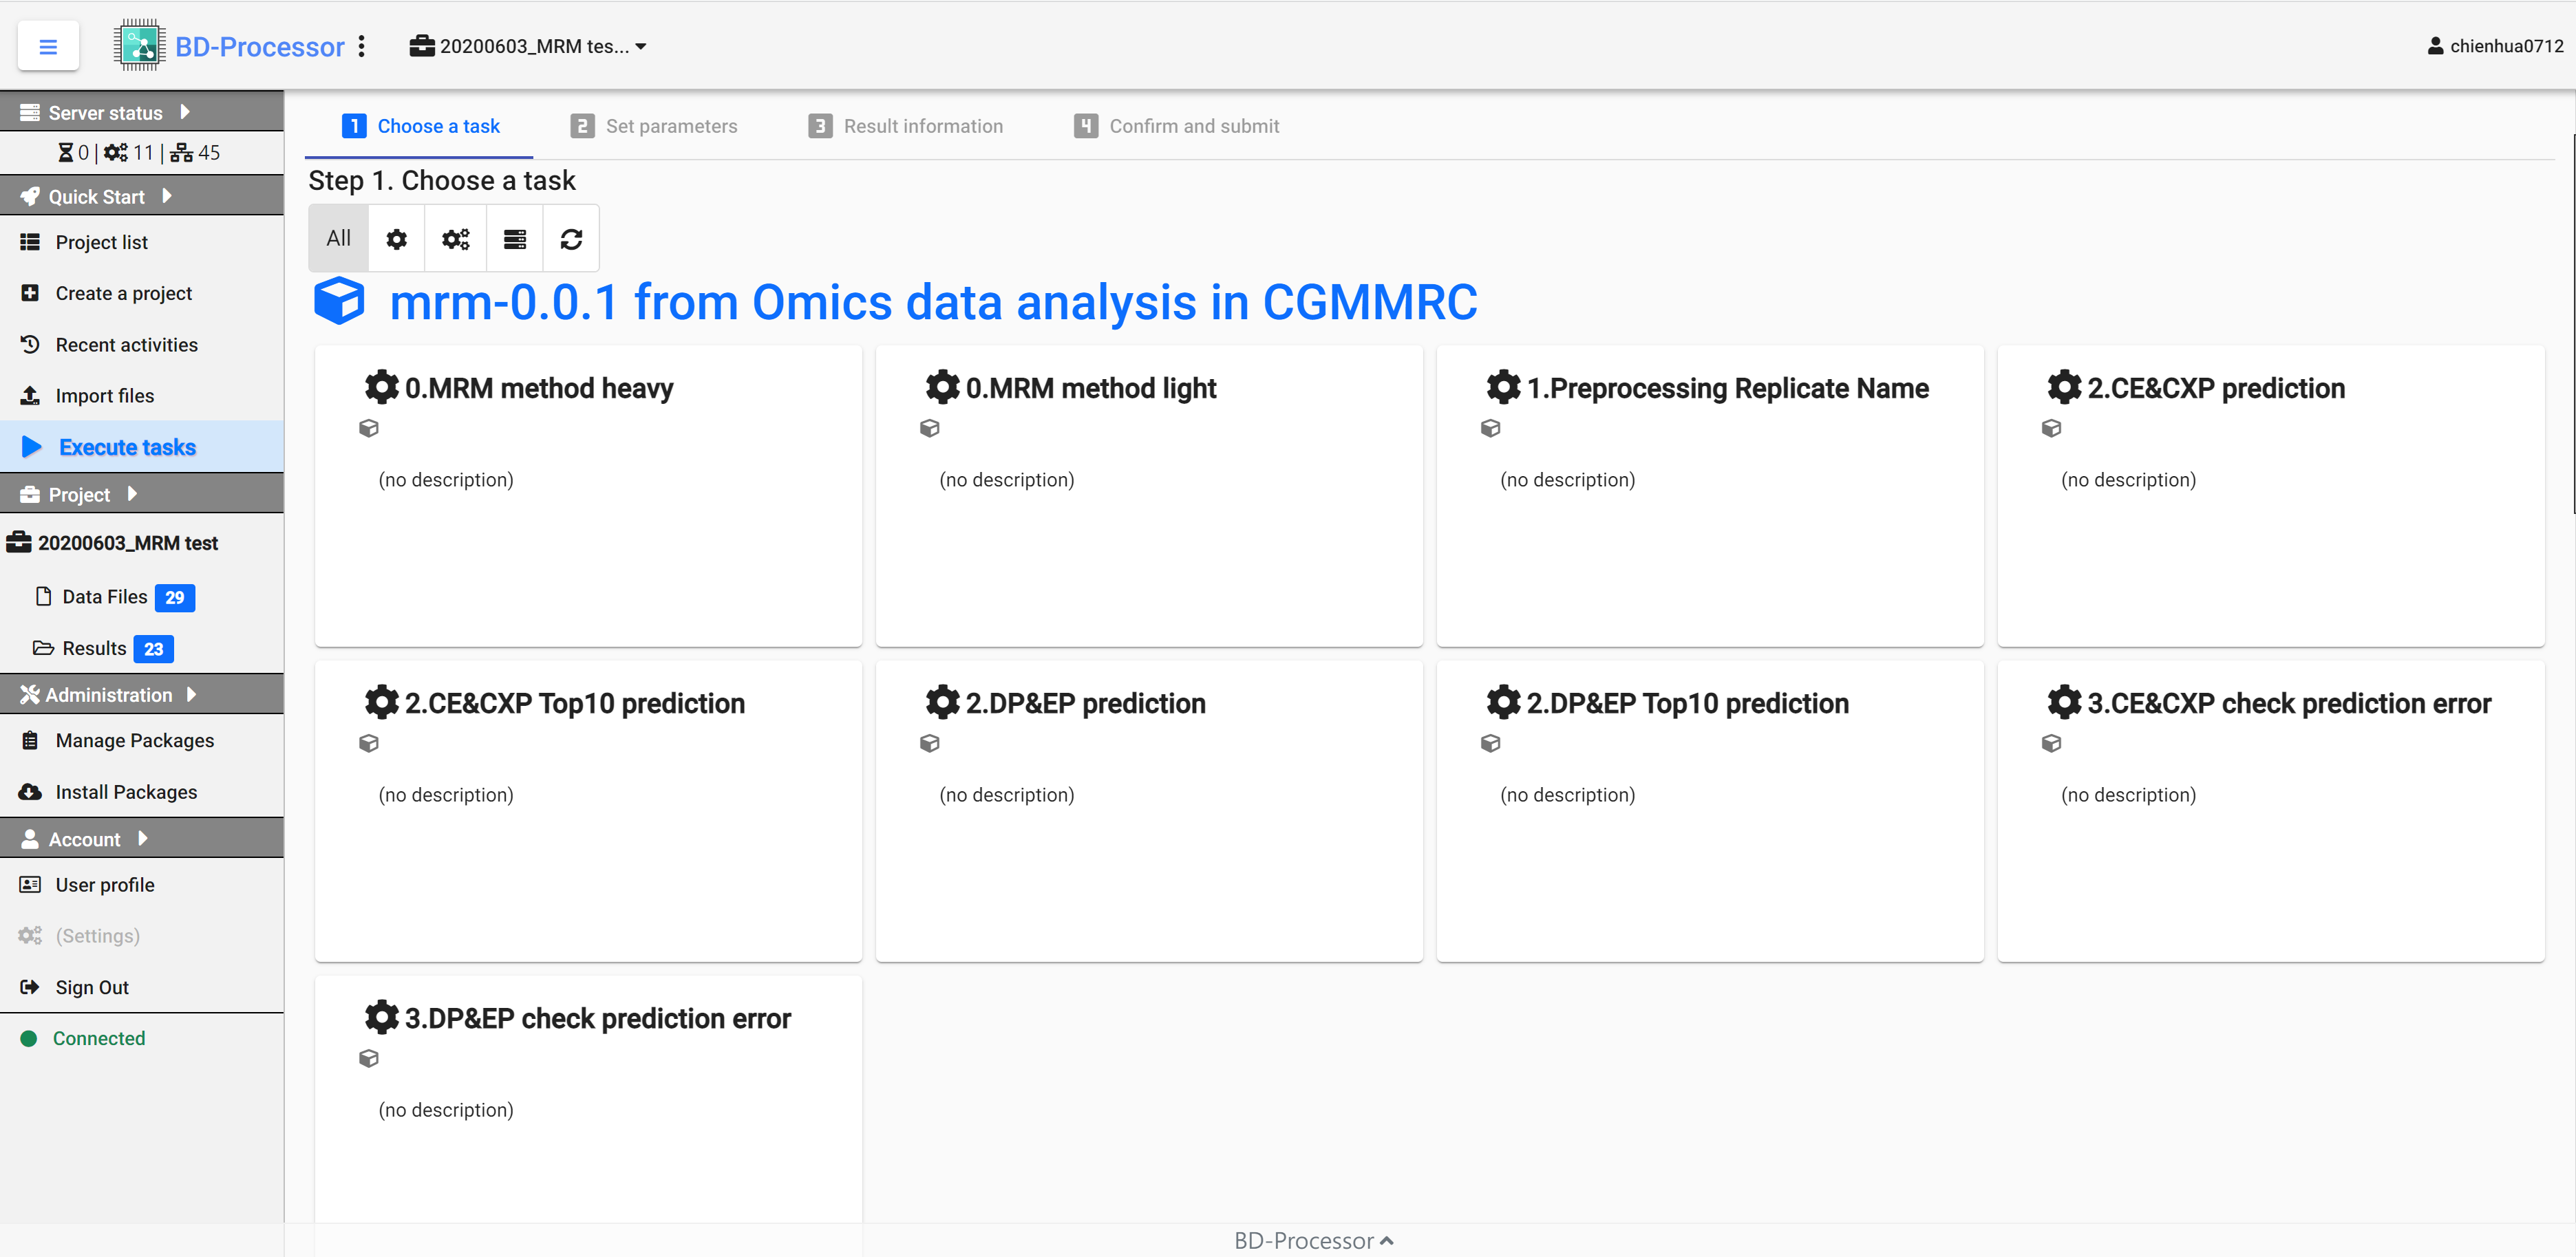 BD-Processor
20200603_MRM tes...
chienhua0712
Server status
0 | 11 | 45
Quick Start
Project list
Create a project
Recent activities
Import files
Execute tasks
Project
20200603_MRM test
Data Files 29
Results 23
Administration
Manage Packages
Install Packages
Account
User profile
(Settings)
Sign Out
Connected
1 Choose a task
2 Set parameters
3 Result information
4 Confirm and submit
Step 1. Choose a task
All
mrm-0.0.1 from Omics data analysis in CGMMRC
0.MRM method heavy
(no description)
0.MRM method light
(no description)
1.Preprocessing Replicate Name
(no description)
2.CE&CXP prediction
(no description)
2.CE&CXP Top10 prediction
(no description)
2.DP&EP prediction
(no description)
2.DP&EP Top10 prediction
(no description)
3.CE&CXP check prediction error
(no description)
3.DP&EP check prediction error
(no description)
BD-Processor